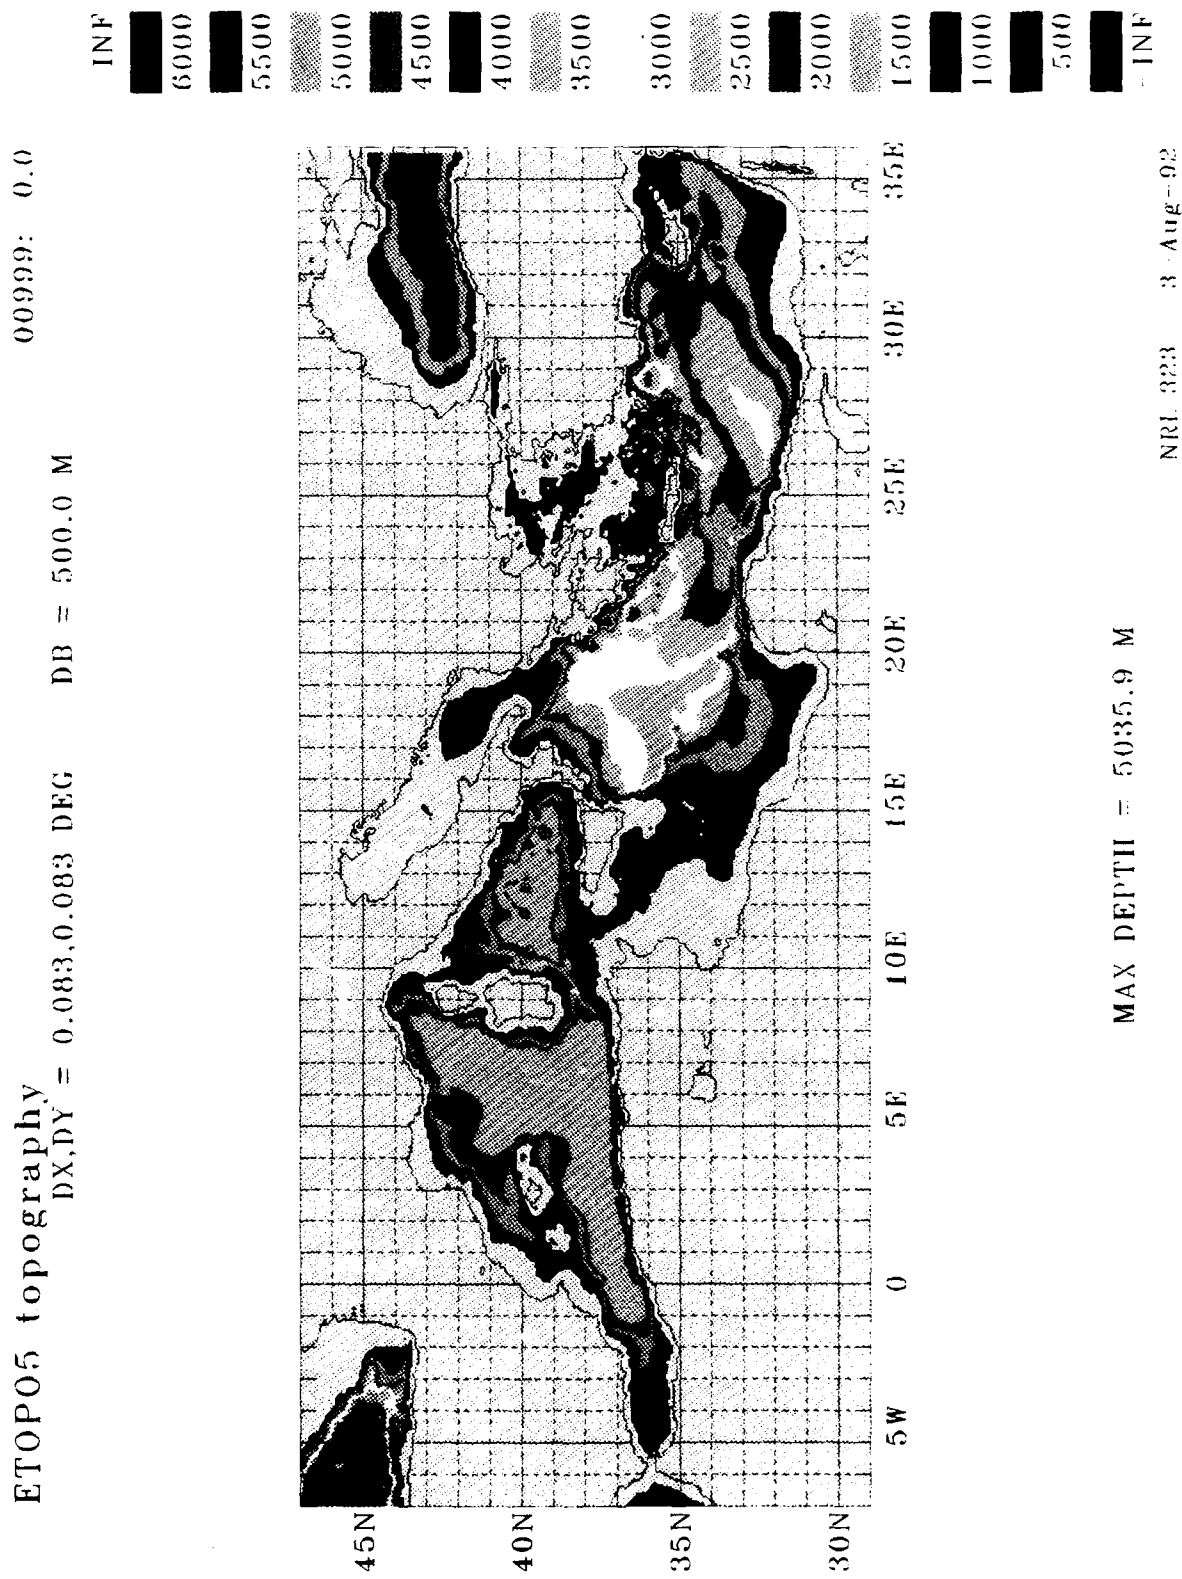 ETOPO5 topography
DX,DY = 0.083,0.083 DEG DB = 500.0 M 00999: 0.0
INF
6000
5500
5000
4500
4000
3500
3000
2500
2000
1500
1000
500
-INF
45N
40N
35N
30N
5W 0 5E 10E 15E 20E 25E 30E 35E
MAX DEPTH = 5035.9 M
NRL 323 3-Aug-92